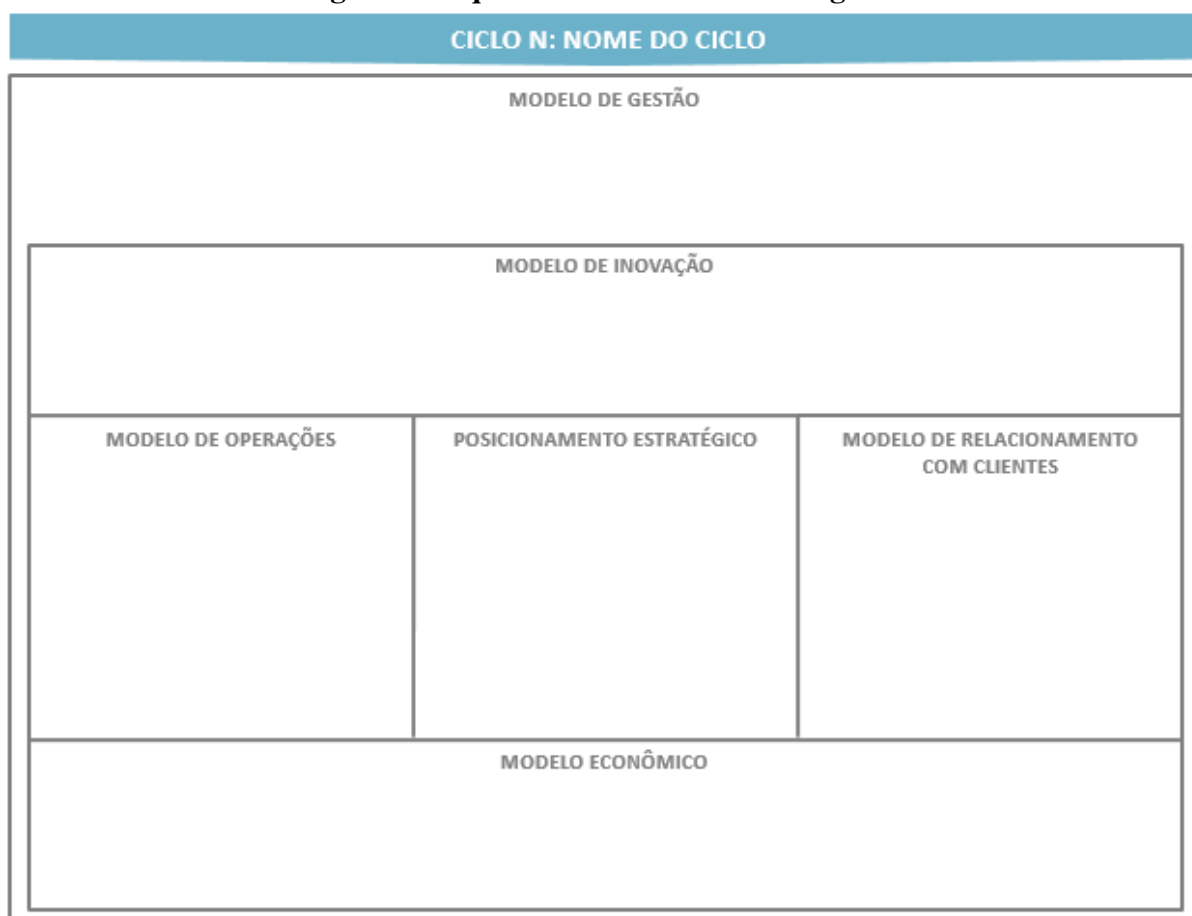 CICLO N: NOME DO CICLO
MODELO DE GESTÃO
MODELO DE INOVAÇÃO
MODELO DE OPERAÇÕES
POSICIONAMENTO ESTRATÉGICO
MODELO DE RELACIONAMENTO
COM CLIENTES
MODELO ECONÔMICO